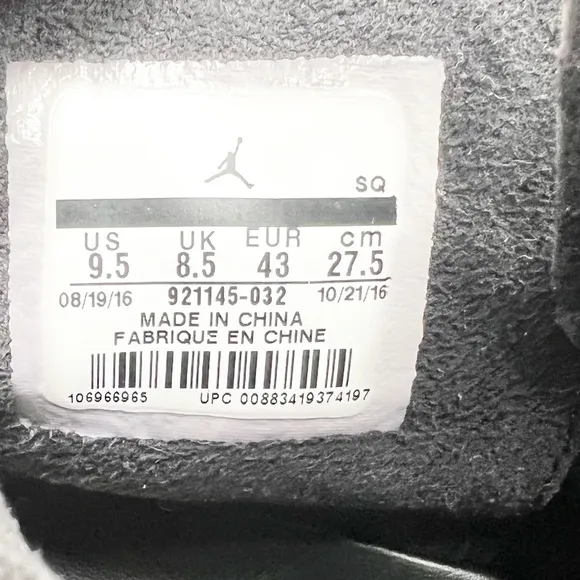 SQ
US UK EUR cm
9.5 8.5 43 27.5
08/19/16 921145-032 10/21/16
MADE IN CHINA
FABRIQUE EN CHINE
106966965 UPC 00883419374197